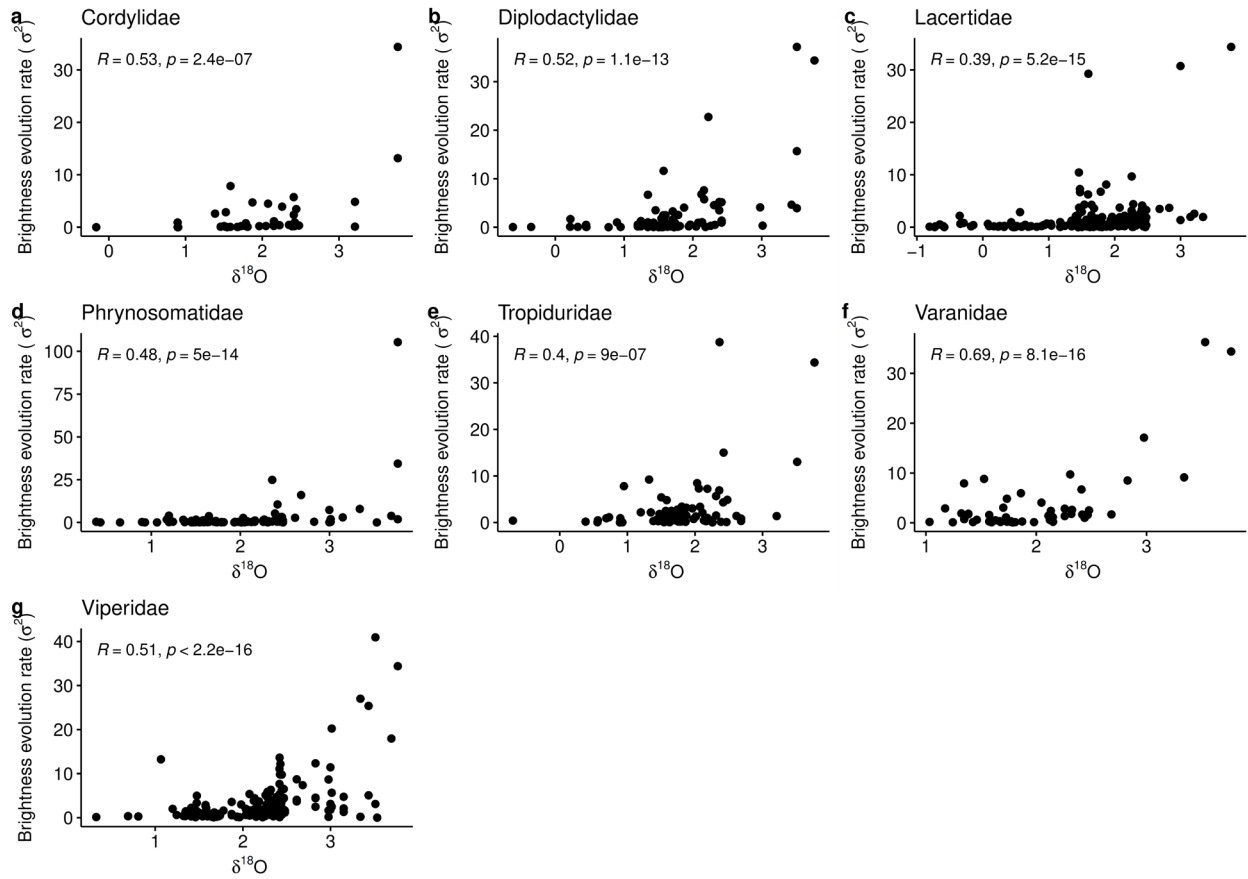 a Cordylidae
Brightness evolution rate ( σ²)
R = 0.53, p = 2.4e−07
30
20
10
0
0 1 2 3
δ¹⁸O
b Diplodactylidae
Brightness evolution rate ( σ²)
R = 0.52, p = 1.1e−13
30
20
10
0
0 1 2 3
δ¹⁸O
c Lacertidae
Brightness evolution rate ( σ²)
R = 0.39, p = 5.2e−15
30
20
10
0
−1 0 1 2 3
δ¹⁸O
d Phrynosomatidae
Brightness evolution rate ( σ²)
R = 0.48, p = 5e−14
100
75
50
25
0
1 2 3
δ¹⁸O
e Tropiduridae
Brightness evolution rate ( σ²)
R = 0.4, p = 9e−07
40
30
20
10
0
0 1 2 3
δ¹⁸O
f Varanidae
Brightness evolution rate ( σ²)
R = 0.69, p = 8.1e−16
30
20
10
0
1 2 3
δ¹⁸O
g Viperidae
Brightness evolution rate (σ²)
R = 0.51, p < 2.2e−16
40
30
20
10
0
1 2 3
δ¹⁸O